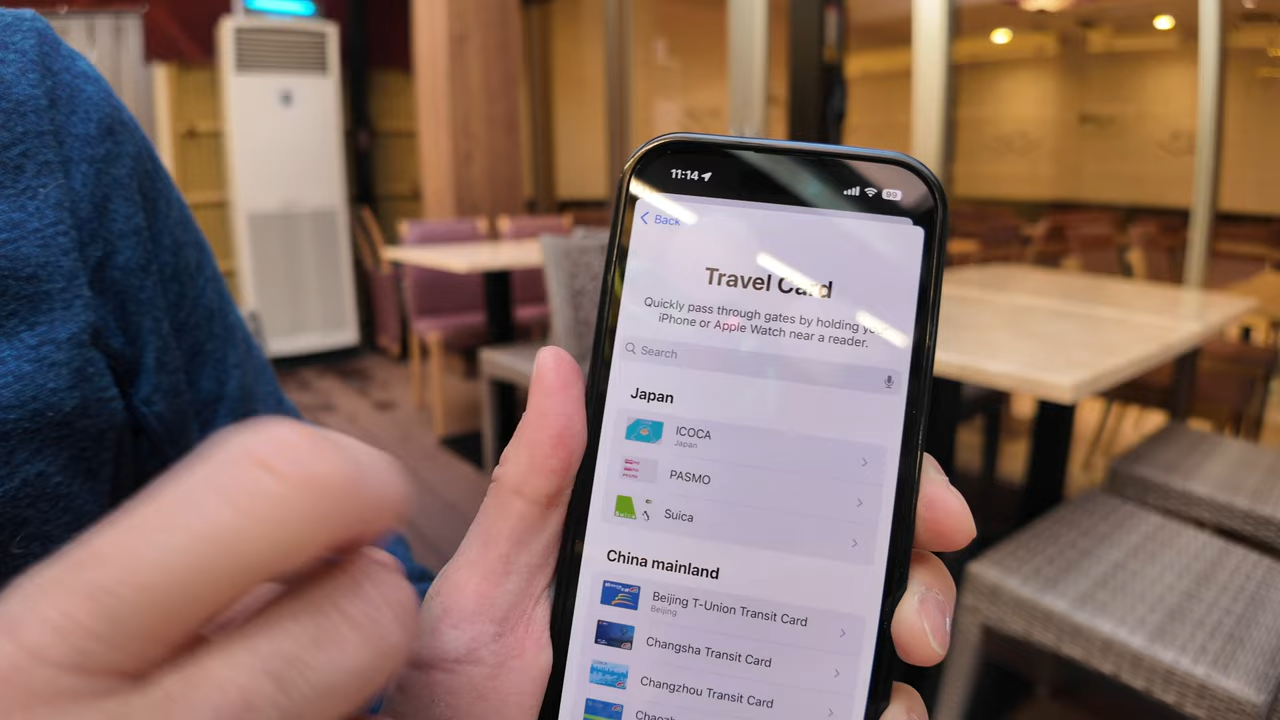 11:14
99
Back
Travel Card
Quickly pass through gates by holding
iPhone or Apple Watch near a reader.
Search
Japan
ICOCA
Japan
PASMO
Suica
China mainland
Beijing T-Union Transit Card
Beijing
Changsha Transit Card
Changzhou Transit Card